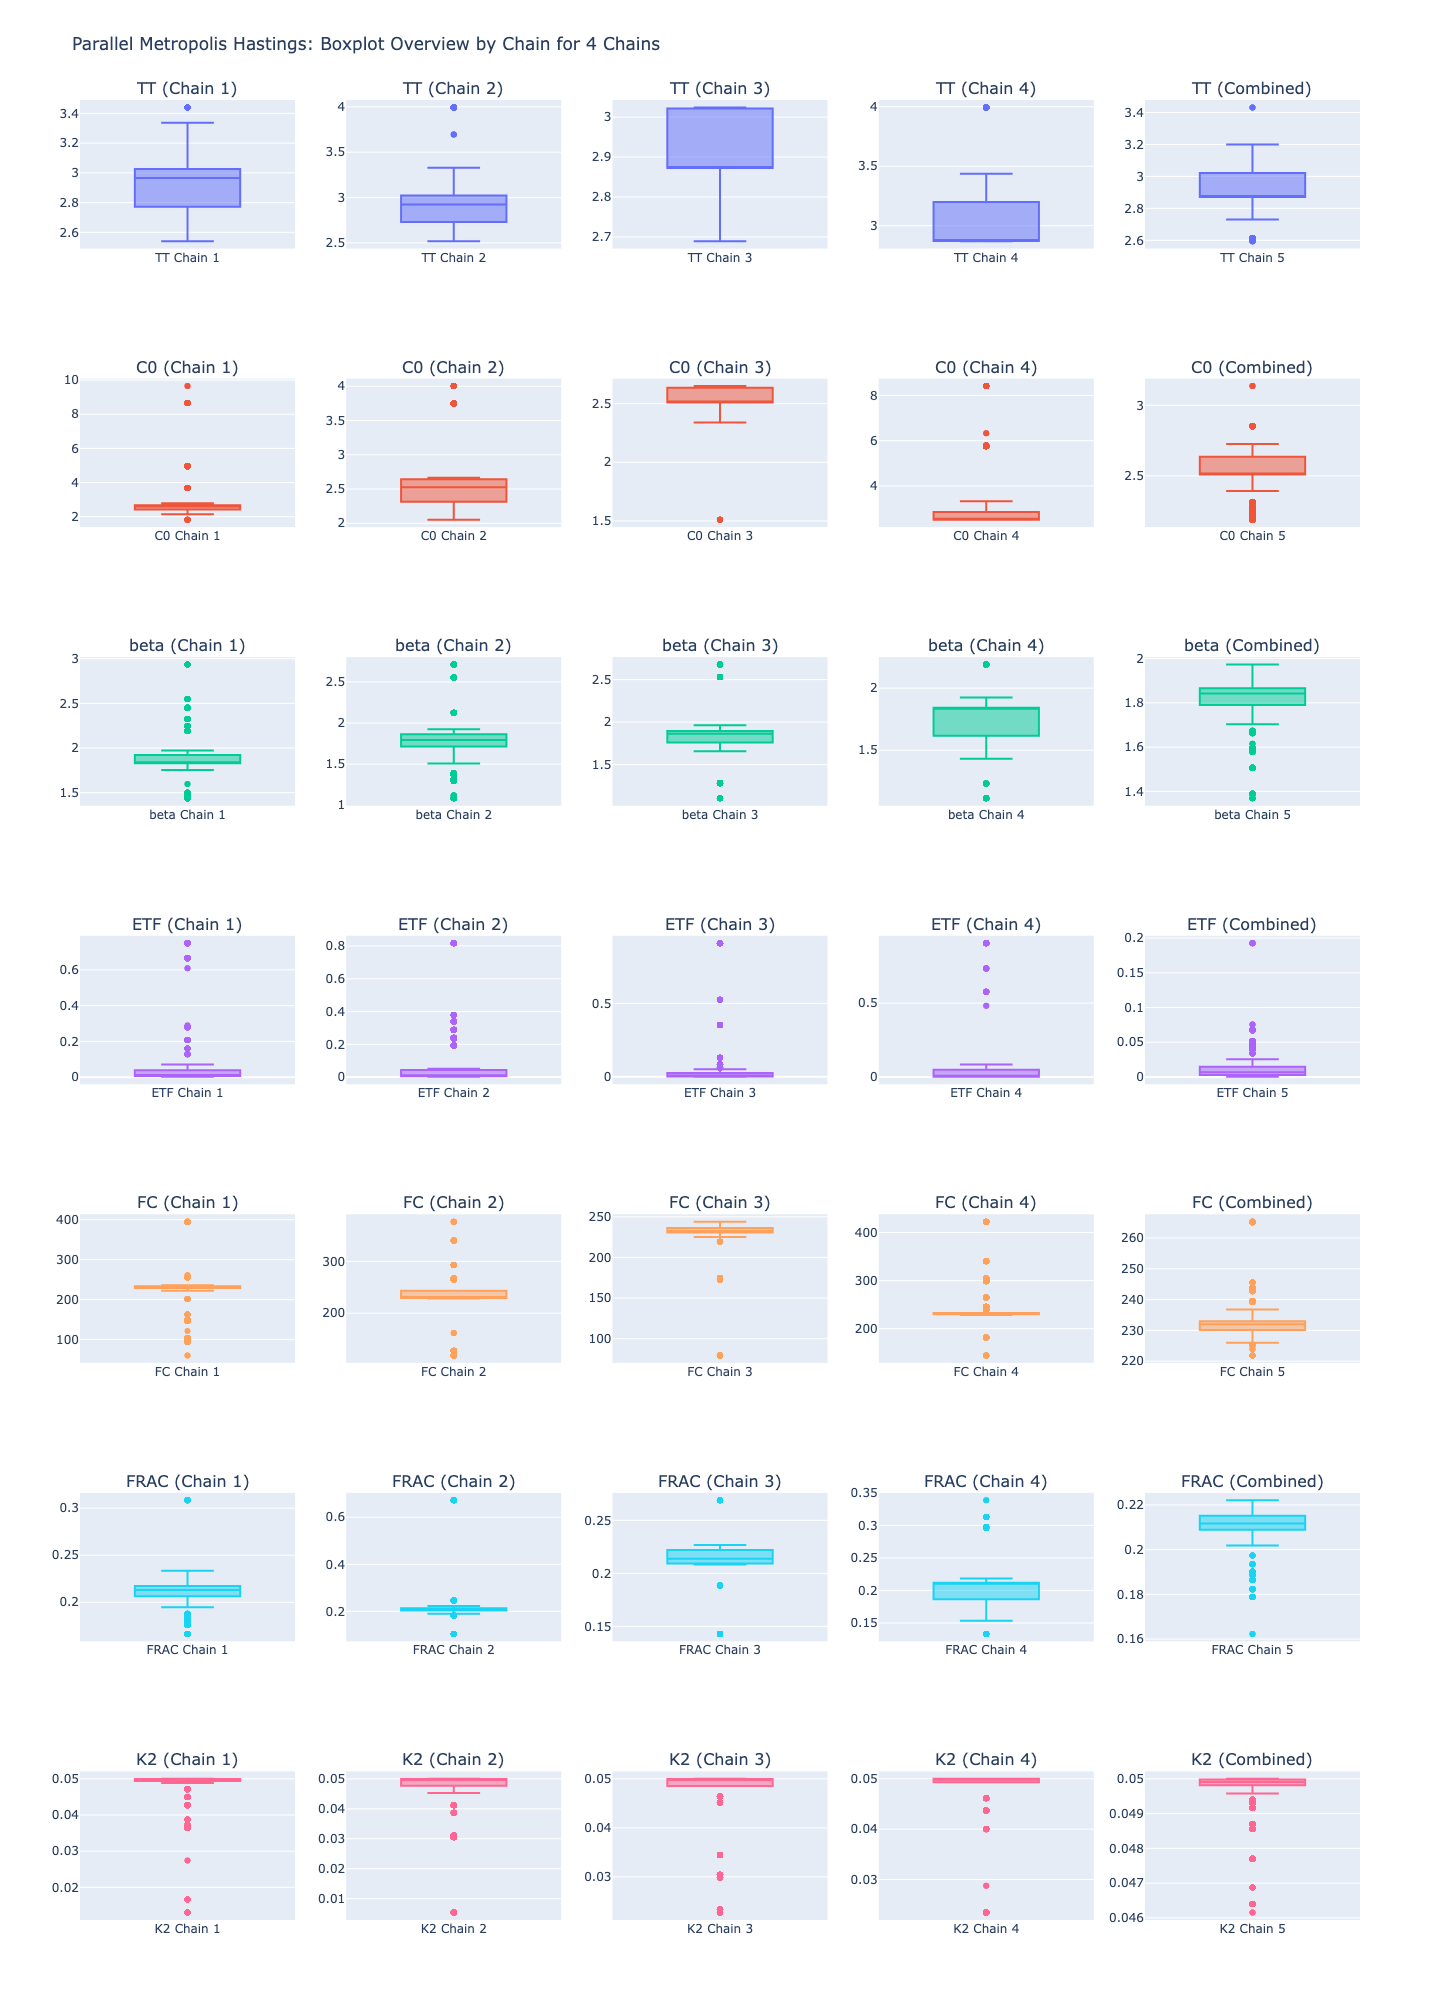 Parallel Metropolis Hastings: Boxplot Overview by Chain for 4 Chains
TT (Chain 1)
3.4
3.2
3
2.8
2.6
TT Chain 1
TT (Chain 2)
4
3.5
3
2.5
TT Chain 2
TT (Chain 3)
3
2.9
2.8
2.7
TT Chain 3
TT (Chain 4)
4
3.5
3
TT Chain 4
TT (Combined)
3.4
3.2
3
2.8
2.6
TT Chain 5
C0 (Chain 1)
10
8
6
4
2
C0 Chain 1
C0 (Chain 2)
4
3.5
3
2.5
2
C0 Chain 2
C0 (Chain 3)
2.5
2
1.5
C0 Chain 3
C0 (Chain 4)
8
6
4
C0 Chain 4
C0 (Combined)
3
2.5
C0 Chain 5
beta (Chain 1)
3
2.5
2
1.5
beta Chain 1
beta (Chain 2)
2.5
2
1.5
1
beta Chain 2
beta (Chain 3)
2.5
2
1.5
beta Chain 3
beta (Chain 4)
2
1.5
beta Chain 4
beta (Combined)
2
1.8
1.6
1.4
beta Chain 5
ETF (Chain 1)
0.6
0.4
0.2
0
ETF Chain 1
ETF (Chain 2)
0.8
0.6
0.4
0.2
0
ETF Chain 2
ETF (Chain 3)
0.5
0
ETF Chain 3
ETF (Chain 4)
0.5
0
ETF Chain 4
ETF (Combined)
0.2
0.15
0.1
0.05
0
ETF Chain 5
FC (Chain 1)
400
300
200
100
FC Chain 1
FC (Chain 2)
300
200
FC Chain 2
FC (Chain 3)
250
200
150
100
FC Chain 3
FC (Chain 4)
400
300
200
FC Chain 4
FC (Combined)
260
250
240
230
220
FC Chain 5
FRAC (Chain 1)
0.3
0.25
0.2
FRAC Chain 1
FRAC (Chain 2)
0.6
0.4
0.2
FRAC Chain 2
FRAC (Chain 3)
0.25
0.2
0.15
FRAC Chain 3
FRAC (Chain 4)
0.35
0.3
0.25
0.2
0.15
FRAC Chain 4
FRAC (Combined)
0.22
0.2
0.18
0.16
FRAC Chain 5
K2 (Chain 1)
0.05
0.04
0.03
0.02
K2 Chain 1
K2 (Chain 2)
0.05
0.04
0.03
0.02
0.01
K2 Chain 2
K2 (Chain 3)
0.05
0.04
0.03
K2 Chain 3
K2 (Chain 4)
0.05
0.04
0.03
K2 Chain 4
K2 (Combined)
0.05
0.049
0.048
0.047
0.046
K2 Chain 5